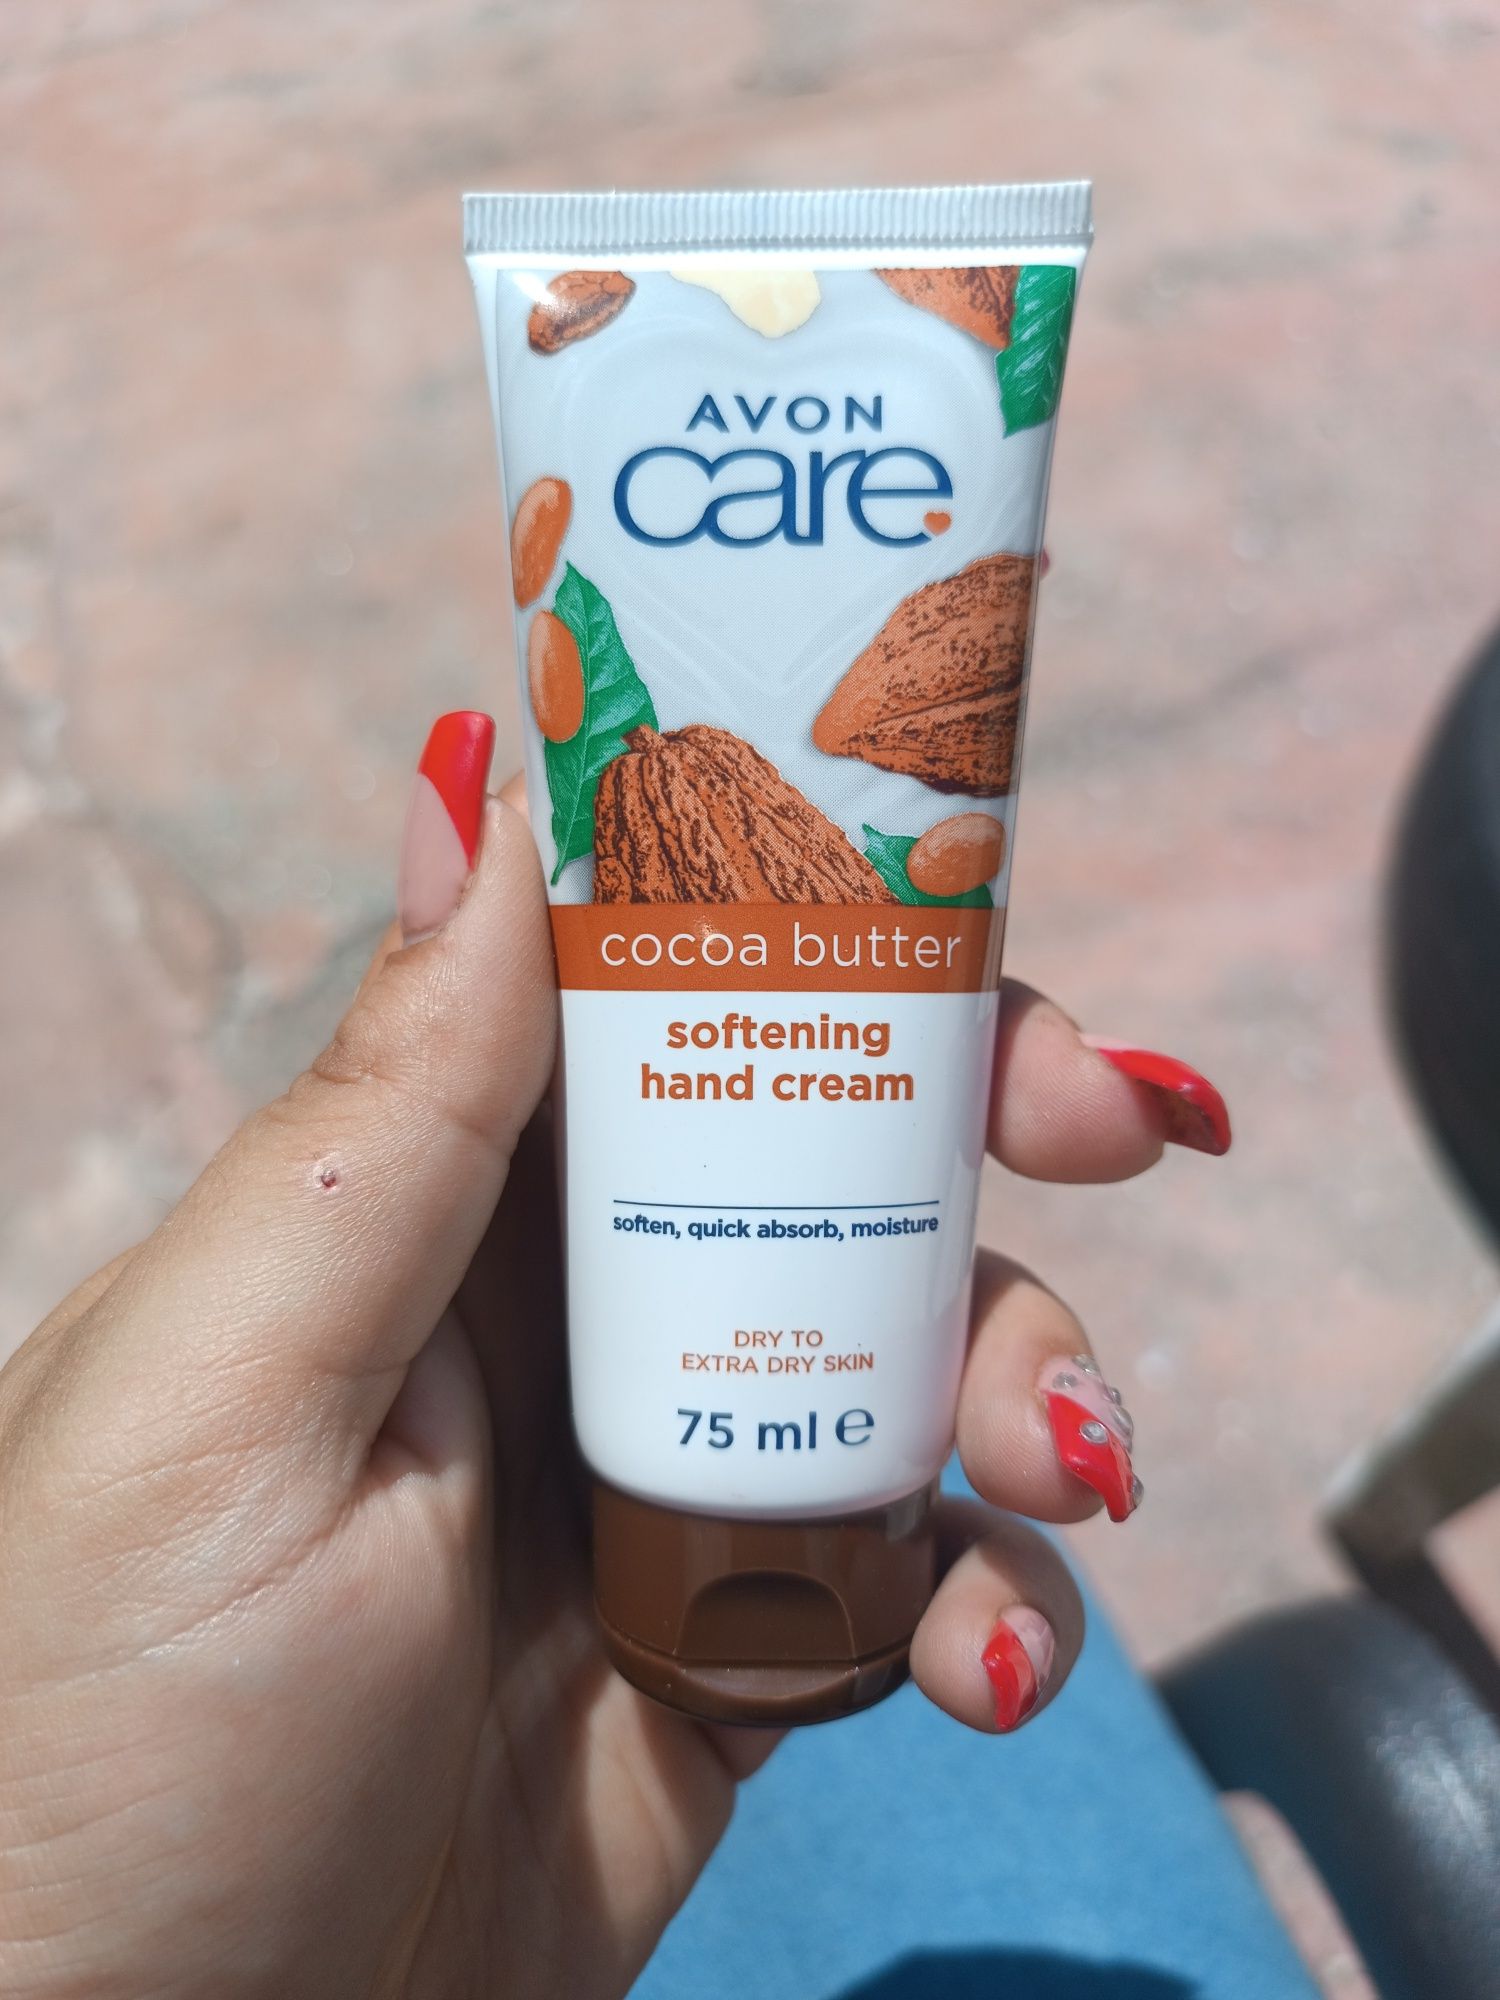 AVON
care
cocoa butter
softening
hand cream
soften, quick absorb, moisture
DRY TO
EXTRA DRY SKIN
75 ml ℮